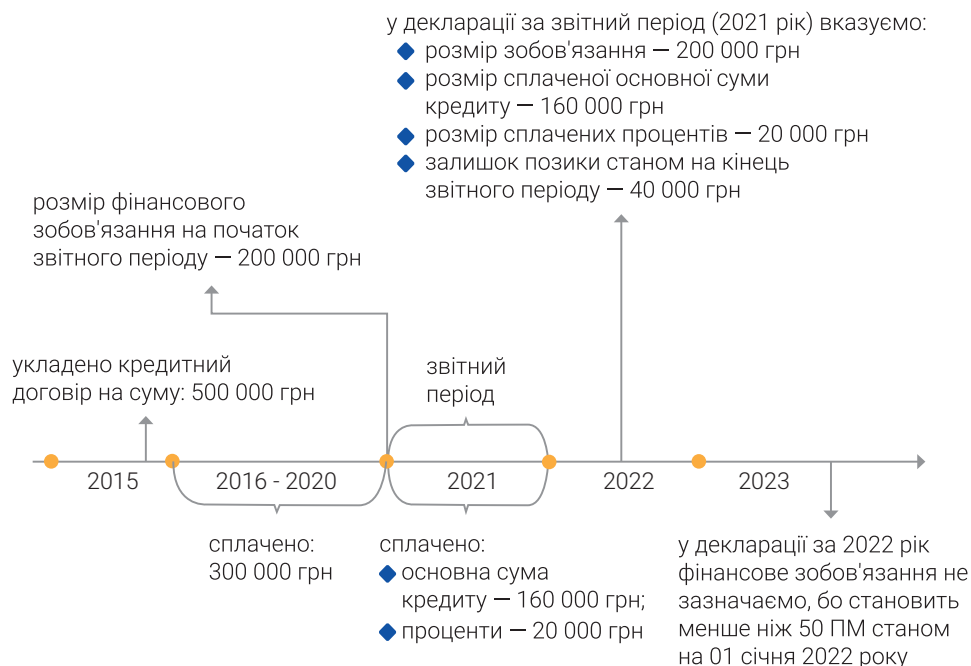 у декларації за звітний період (2021 рік) вказуємо:
розмір зобов'язання — 200 000 грн
розмір сплаченої основної суми
кредиту — 160 000 грн
розмір сплачених процентів — 20 000 грн
залишок позики станом на кінець
звітного періоду — 40 000 грн
розмір фінансового
зобов'язання на початок
звітного періоду — 200 000 грн
укладено кредитний
договір на суму: 500 000 грн
звітний
період
2015
2016 - 2020
2021
2022
2023
сплачено:
300 000 грн
сплачено:
основна сума
кредиту — 160 000 грн;
проценти — 20 000 грн
у декларації за 2022 рік
фінансове зобов'язання не
зазначаємо, бо становить
менше ніж 50 ПМ станом
на 01 січня 2022 року